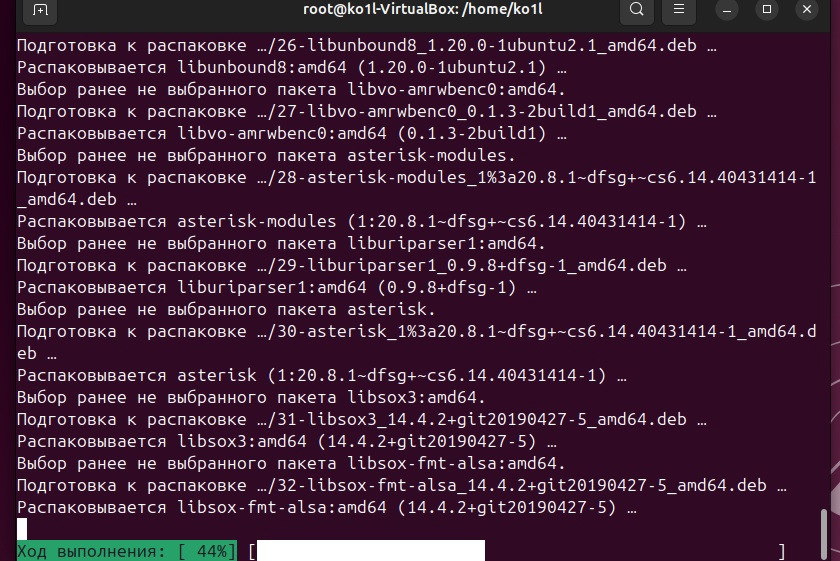 root@ko1l-VirtualBox: /home/ko1l
Подготовка к распаковке …/26-libunbound8_1.20.0-1ubuntu2.1_amd64.deb …
Распаковывается libunbound8:amd64 (1.20.0-1ubuntu2.1) …
Выбор ранее не выбранного пакета libvo-amrwbenc0:amd64.
Подготовка к распаковке …/27-libvo-amrwbenc0_0.1.3-2build1_amd64.deb …
Распаковывается libvo-amrwbenc0:amd64 (0.1.3-2build1) …
Выбор ранее не выбранного пакета asterisk-modules.
Подготовка к распаковке …/28-asterisk-modules_1%3a20.8.1~dfsg+~cs6.14.40431414-1
_amd64.deb …
Распаковывается asterisk-modules (1:20.8.1~dfsg+~cs6.14.40431414-1) …
Выбор ранее не выбранного пакета liburiparser1:amd64.
Подготовка к распаковке …/29-liburiparser1_0.9.8+dfsg-1_amd64.deb …
Распаковывается liburiparser1:amd64 (0.9.8+dfsg-1) …
Выбор ранее не выбранного пакета asterisk.
Подготовка к распаковке …/30-asterisk_1%3a20.8.1~dfsg+~cs6.14.40431414-1_amd64.d
eb …
Распаковывается asterisk (1:20.8.1~dfsg+~cs6.14.40431414-1) …
Выбор ранее не выбранного пакета libsox3:amd64.
Подготовка к распаковке …/31-libsox3_14.4.2+git20190427-5_amd64.deb …
Распаковывается libsox3:amd64 (14.4.2+git20190427-5) …
Выбор ранее не выбранного пакета libsox-fmt-alsa:amd64.
Подготовка к распаковке …/32-libsox-fmt-alsa_14.4.2+git20190427-5_amd64.deb …
Распаковывается libsox-fmt-alsa:amd64 (14.4.2+git20190427-5) …
Ход выполнения: [ 44%] [ ]